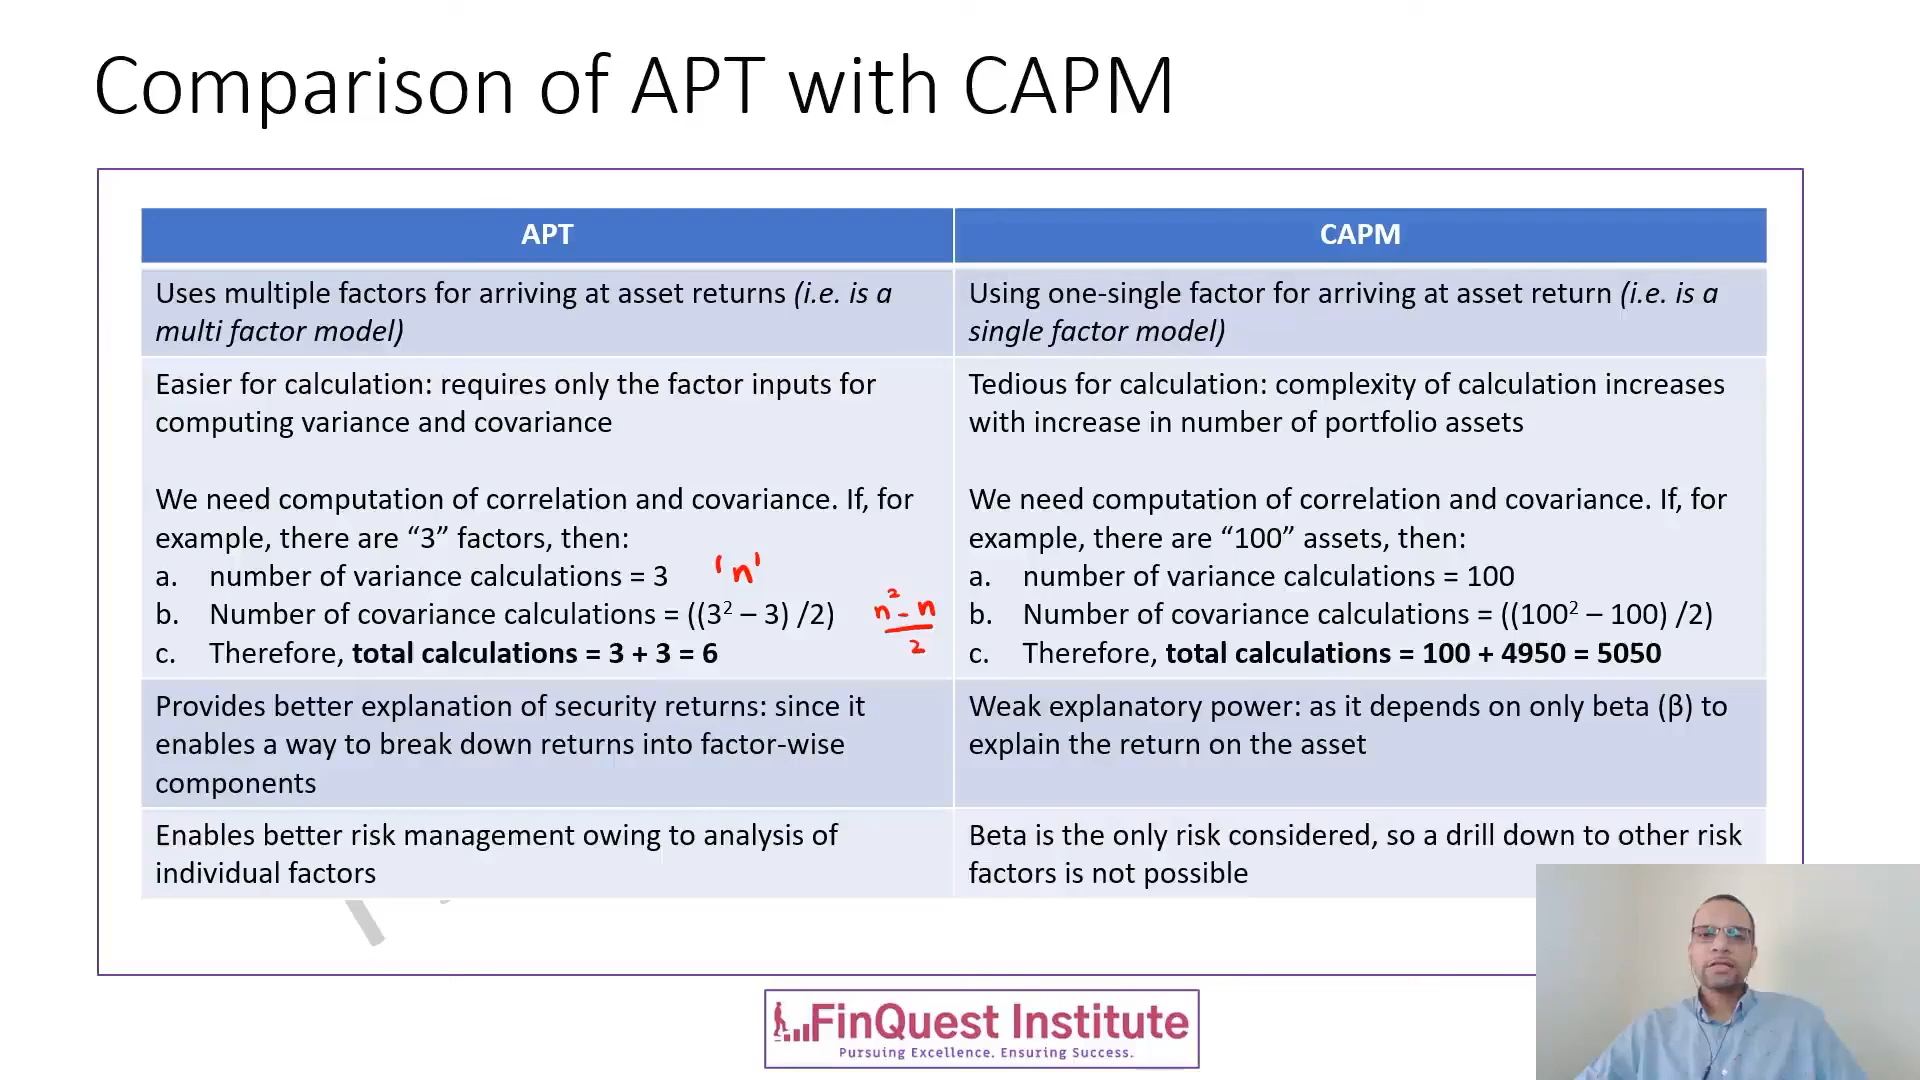 Comparison of APT with CAPM
APT
CAPM
Uses multiple factors for arriving at asset returns (i.e. is a
multi factor model)
Using one-single factor for arriving at asset return (i.e. is a
single factor model)
Easier for calculation: requires only the factor inputs for
computing variance and covariance
We need computation of correlation and covariance. If, for
example, there are “3” factors, then:
a. number of variance calculations = 3 'n'
b. Number of covariance calculations = ((3² – 3) /2) n² - n
2
c. Therefore, total calculations = 3 + 3 = 6
Tedious for calculation: complexity of calculation increases
with increase in number of portfolio assets
We need computation of correlation and covariance. If, for
example, there are “100” assets, then:
a. number of variance calculations = 100
b. Number of covariance calculations = ((100² – 100) /2)
c. Therefore, total calculations = 100 + 4950 = 5050
Provides better explanation of security returns: since it
enables a way to break down returns into factor-wise
components
Weak explanatory power: as it depends on only beta (β) to
explain the return on the asset
Enables better risk management owing to analysis of
individual factors
Beta is the only risk considered, so a drill down to other risk
factors is not possible
FinQuest Institute
Pursuing Excellence. Ensuring Success.